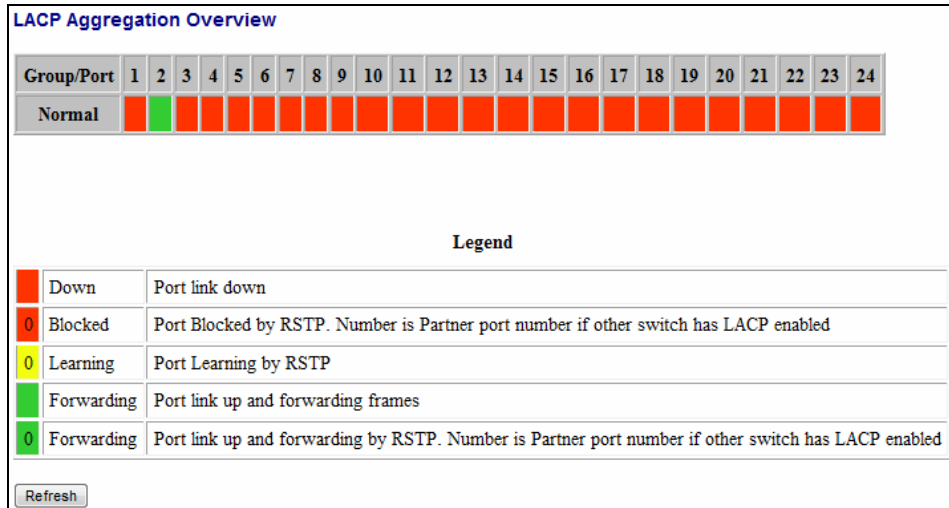 LACP Aggregation Overview
Group/Port 1 2 3 4 5 6 7 8 9 10 11 12 13 14 15 16 17 18 19 20 21 22 23 24
Normal
Legend
Down Port link down
0 Blocked Port Blocked by RSTP. Number is Partner port number if other switch has LACP enabled
0 Learning Port Learning by RSTP
Forwarding Port link up and forwarding frames
0 Forwarding Port link up and forwarding by RSTP. Number is Partner port number if other switch has LACP enabled
Refresh